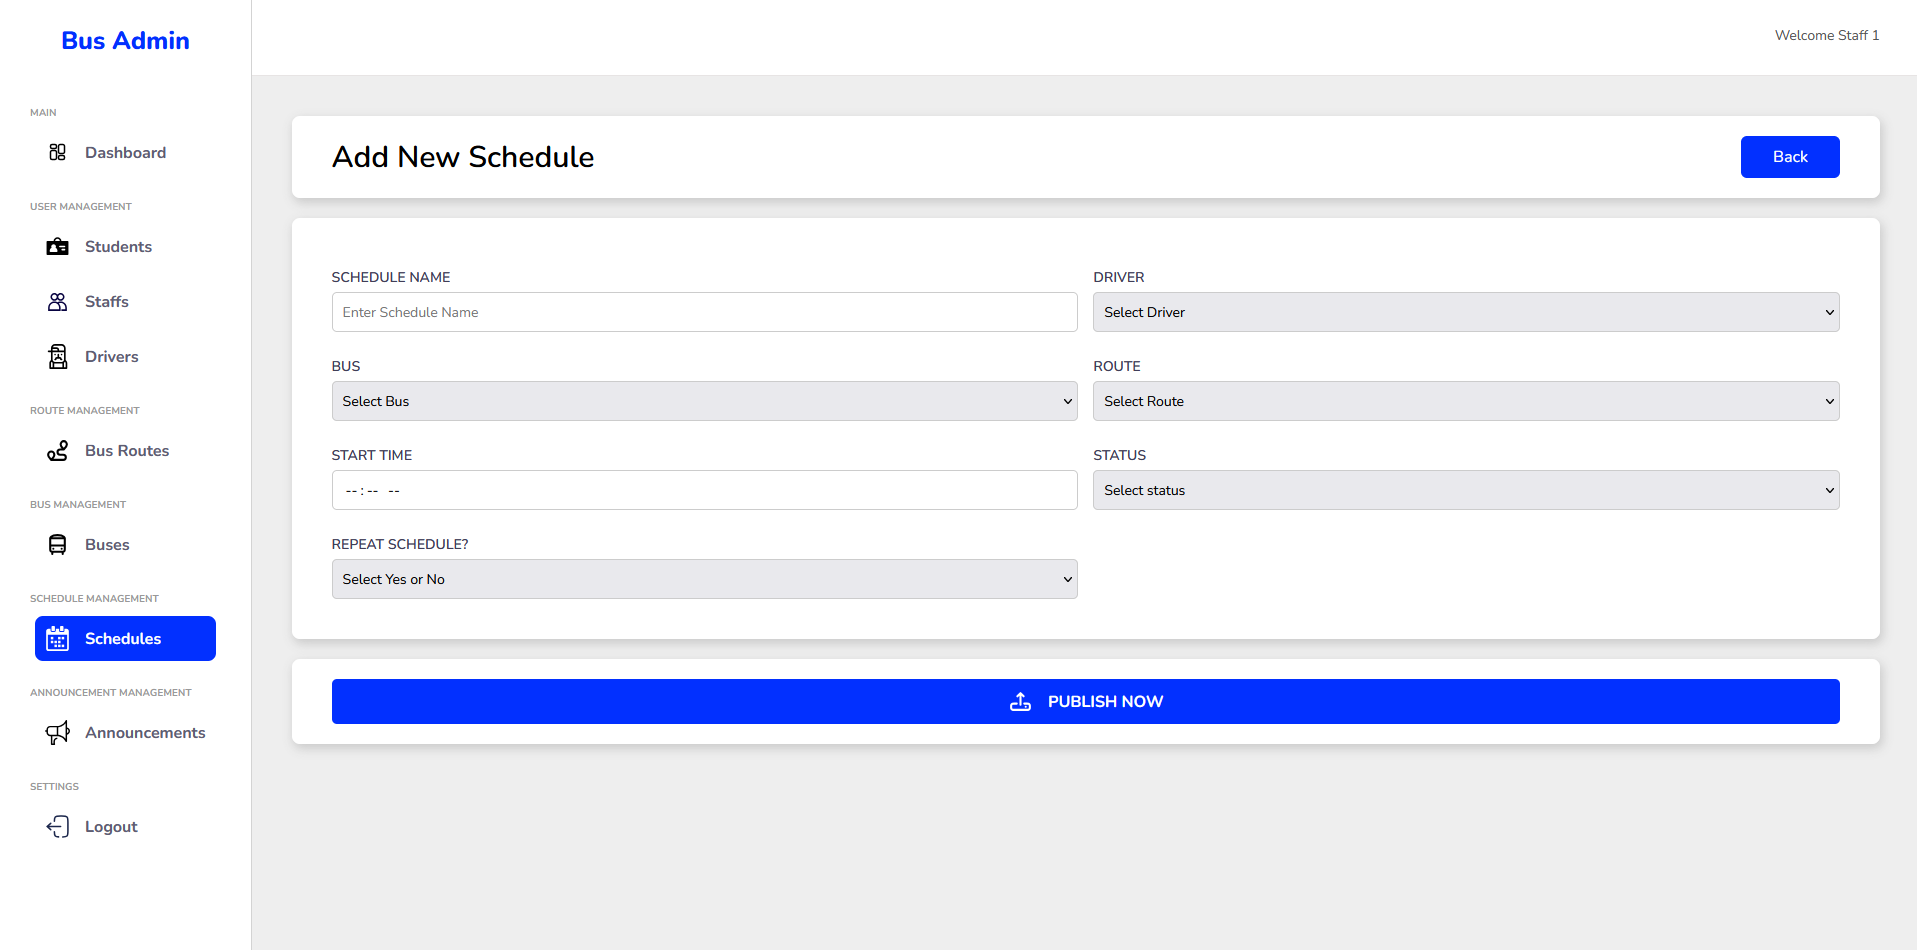 Bus Admin
Welcome Staff 1
MAIN
Dashboard
USER MANAGEMENT
Students
Staffs
Drivers
ROUTE MANAGEMENT
Bus Routes
BUS MANAGEMENT
Buses
SCHEDULE MANAGEMENT
Schedules
ANNOUNCEMENT MANAGEMENT
Announcements
SETTINGS
Logout
Add New Schedule
Back
SCHEDULE NAME
Enter Schedule Name
DRIVER
Select Driver
BUS
Select Bus
ROUTE
Select Route
START TIME
--:-- --
STATUS
Select status
REPEAT SCHEDULE?
Select Yes or No
PUBLISH NOW